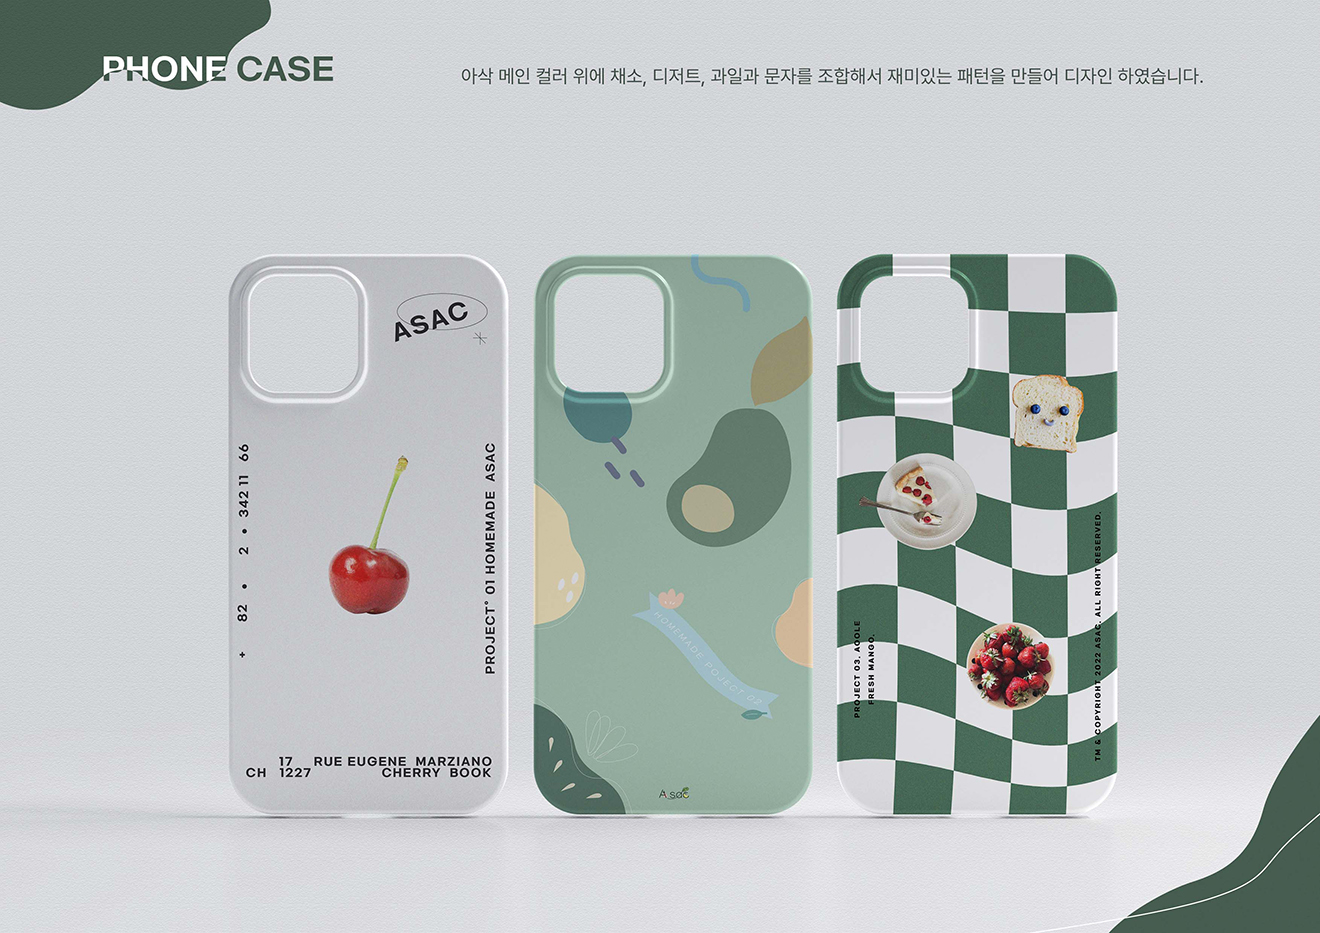 PHONE CASE
아삭 메인 컬러 위에 채소, 디저트, 과일과 문자를 조합해서 재미있는 패턴을 만들어 디자인 하였습니다.
ASAC
+ 82 • 2 • 342 11 66
PROJECT° 01 HOMEMADE ASAC
17 RUE EUGENE MARZIANO
CH 1227 CHERRY BOOK
HOMEMADE POJECT 02
Asac
PROJECT 03. AOOLE
FRESH MANGO.
TM & COPYRIGHT 2022 ASAC. ALL RIGHT RESERVED.